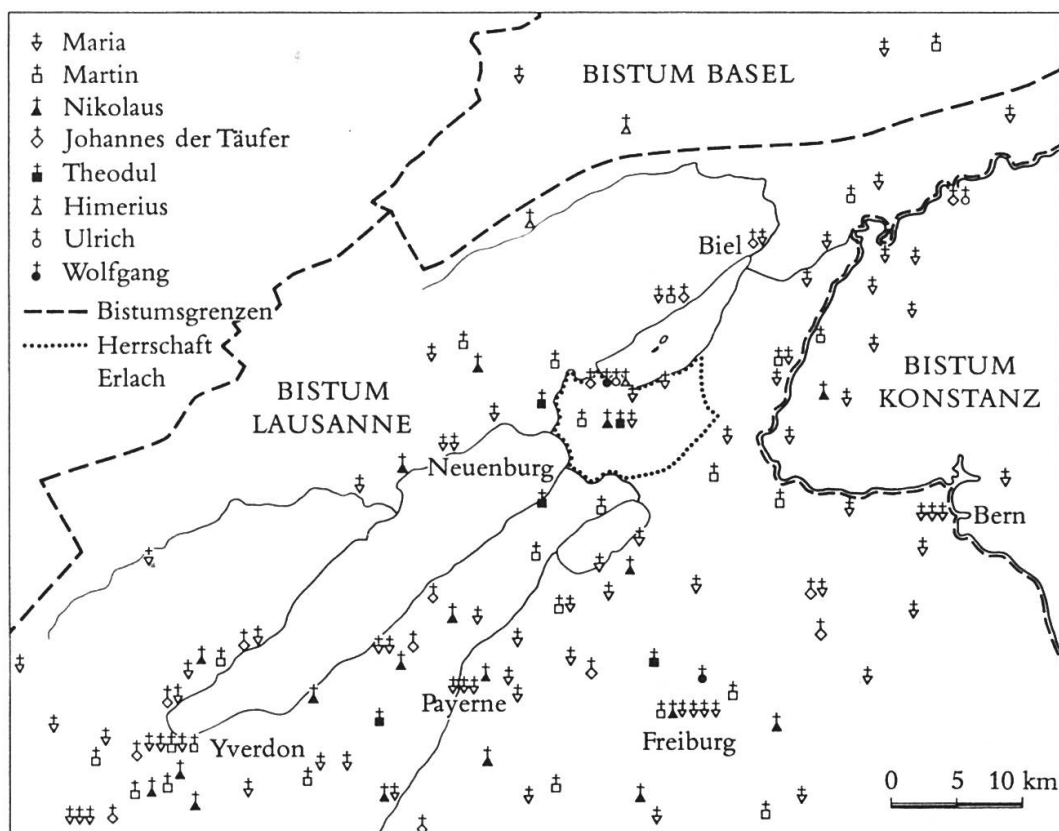 Maria
Martin
Nikolaus
Johannes der Täufer
Theodul
Himerius
Ulrich
Wolfgang
Bistumsgrenzen
Herrschaft
Erlach
BISTUM BASEL
Biel
BISTUM
LAUSANNE
BISTUM
KONSTANZ
Neuenburg
Bern
Payerne
Yverdon
Freiburg
0 5 10 km